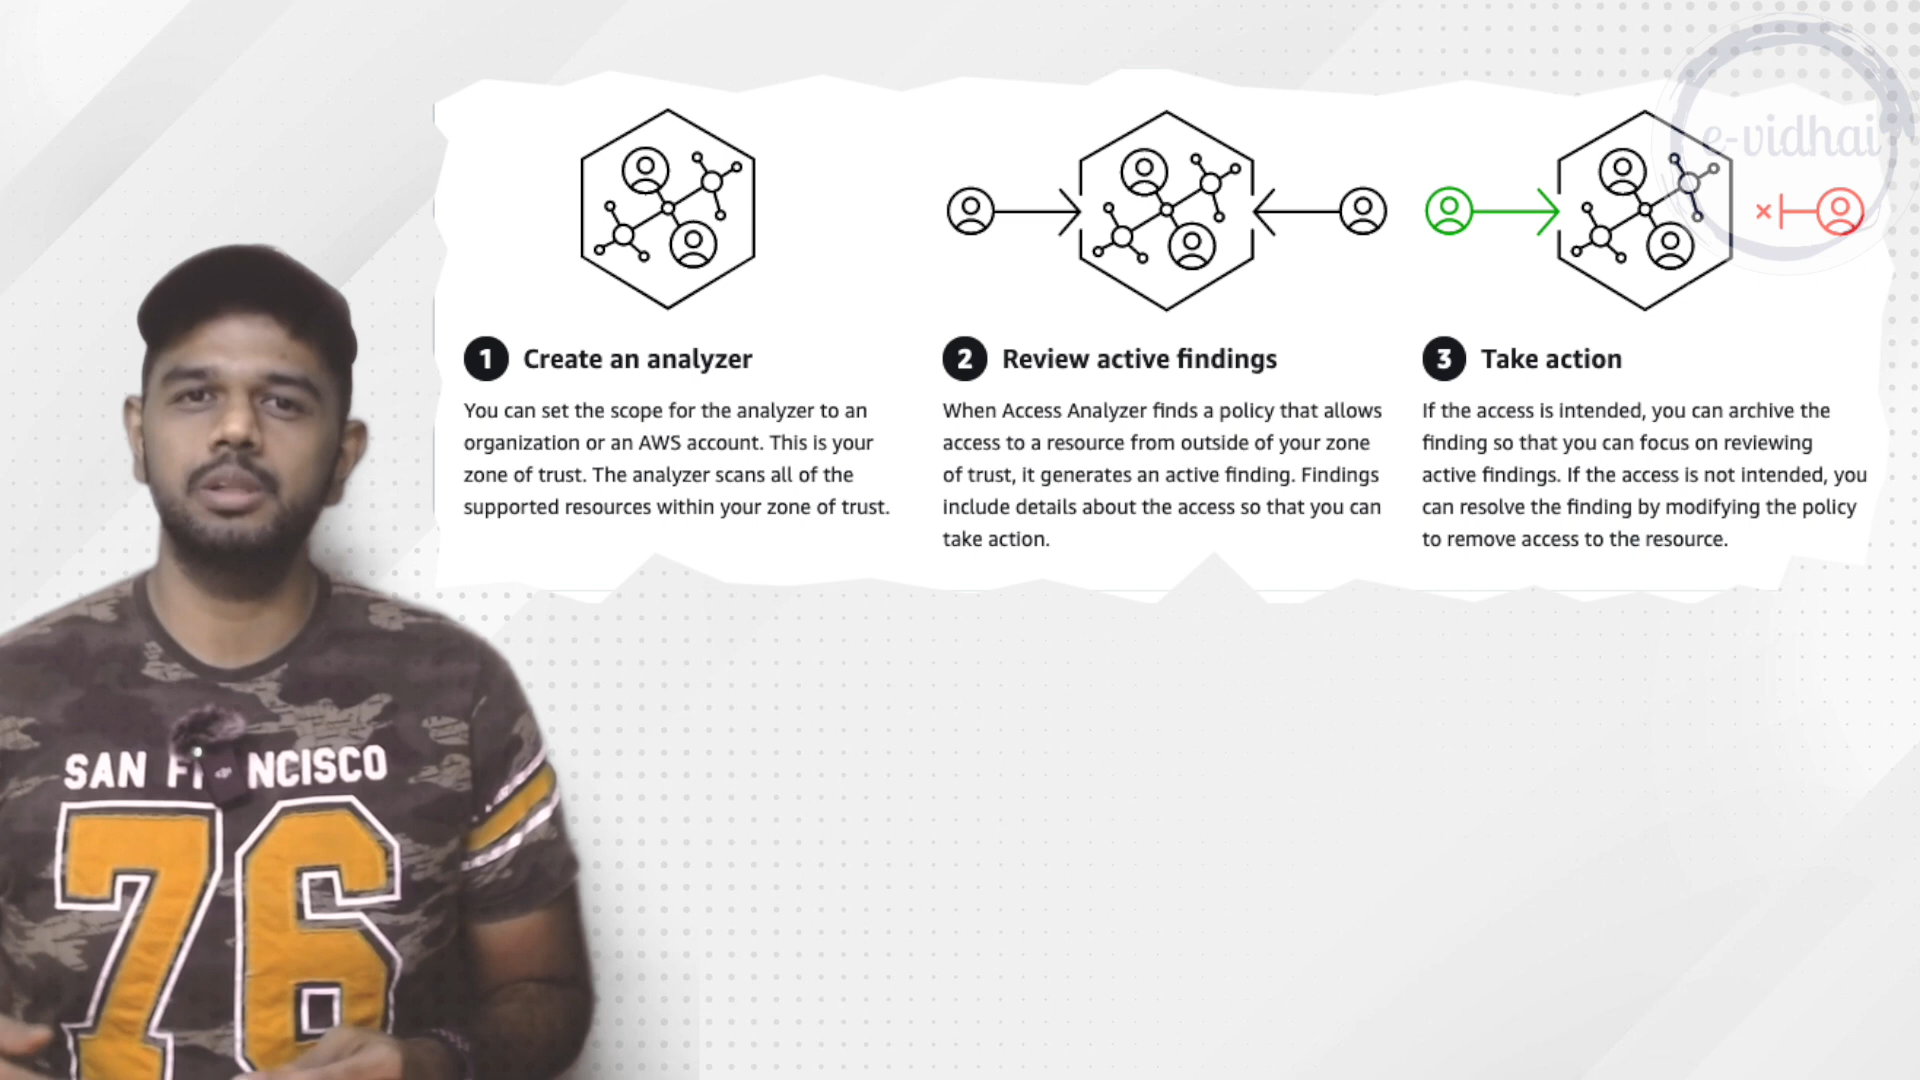 e-vidhai
1 Create an analyzer
You can set the scope for the analyzer to an
organization or an AWS account. This is your
zone of trust. The analyzer scans all of the
supported resources within your zone of trust.
2 Review active findings
When Access Analyzer finds a policy that allows
access to a resource from outside of your zone
of trust, it generates an active finding. Findings
include details about the access so that you can
take action.
3 Take action
If the access is intended, you can archive the
finding so that you can focus on reviewing
active findings. If the access is not intended, you
can resolve the finding by modifying the policy
to remove access to the resource.
SAN F NCISCO
76